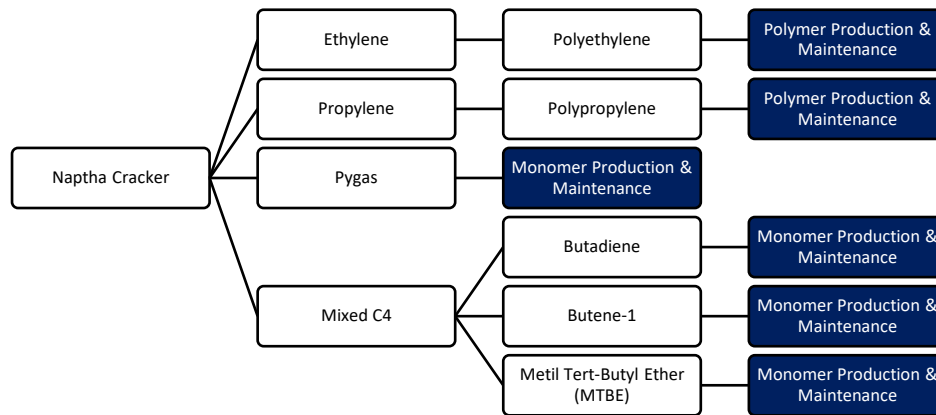 Ethylene
Polyethylene
Polymer Production &
Maintenance
Propylene
Polypropylene
Polymer Production &
Maintenance
Naptha Cracker
Pygas
Monomer Production &
Maintenance
Butadiene
Monomer Production &
Maintenance
Mixed C4
Butene-1
Monomer Production &
Maintenance
Metil Tert-Butyl Ether
(MTBE)
Monomer Production &
Maintenance